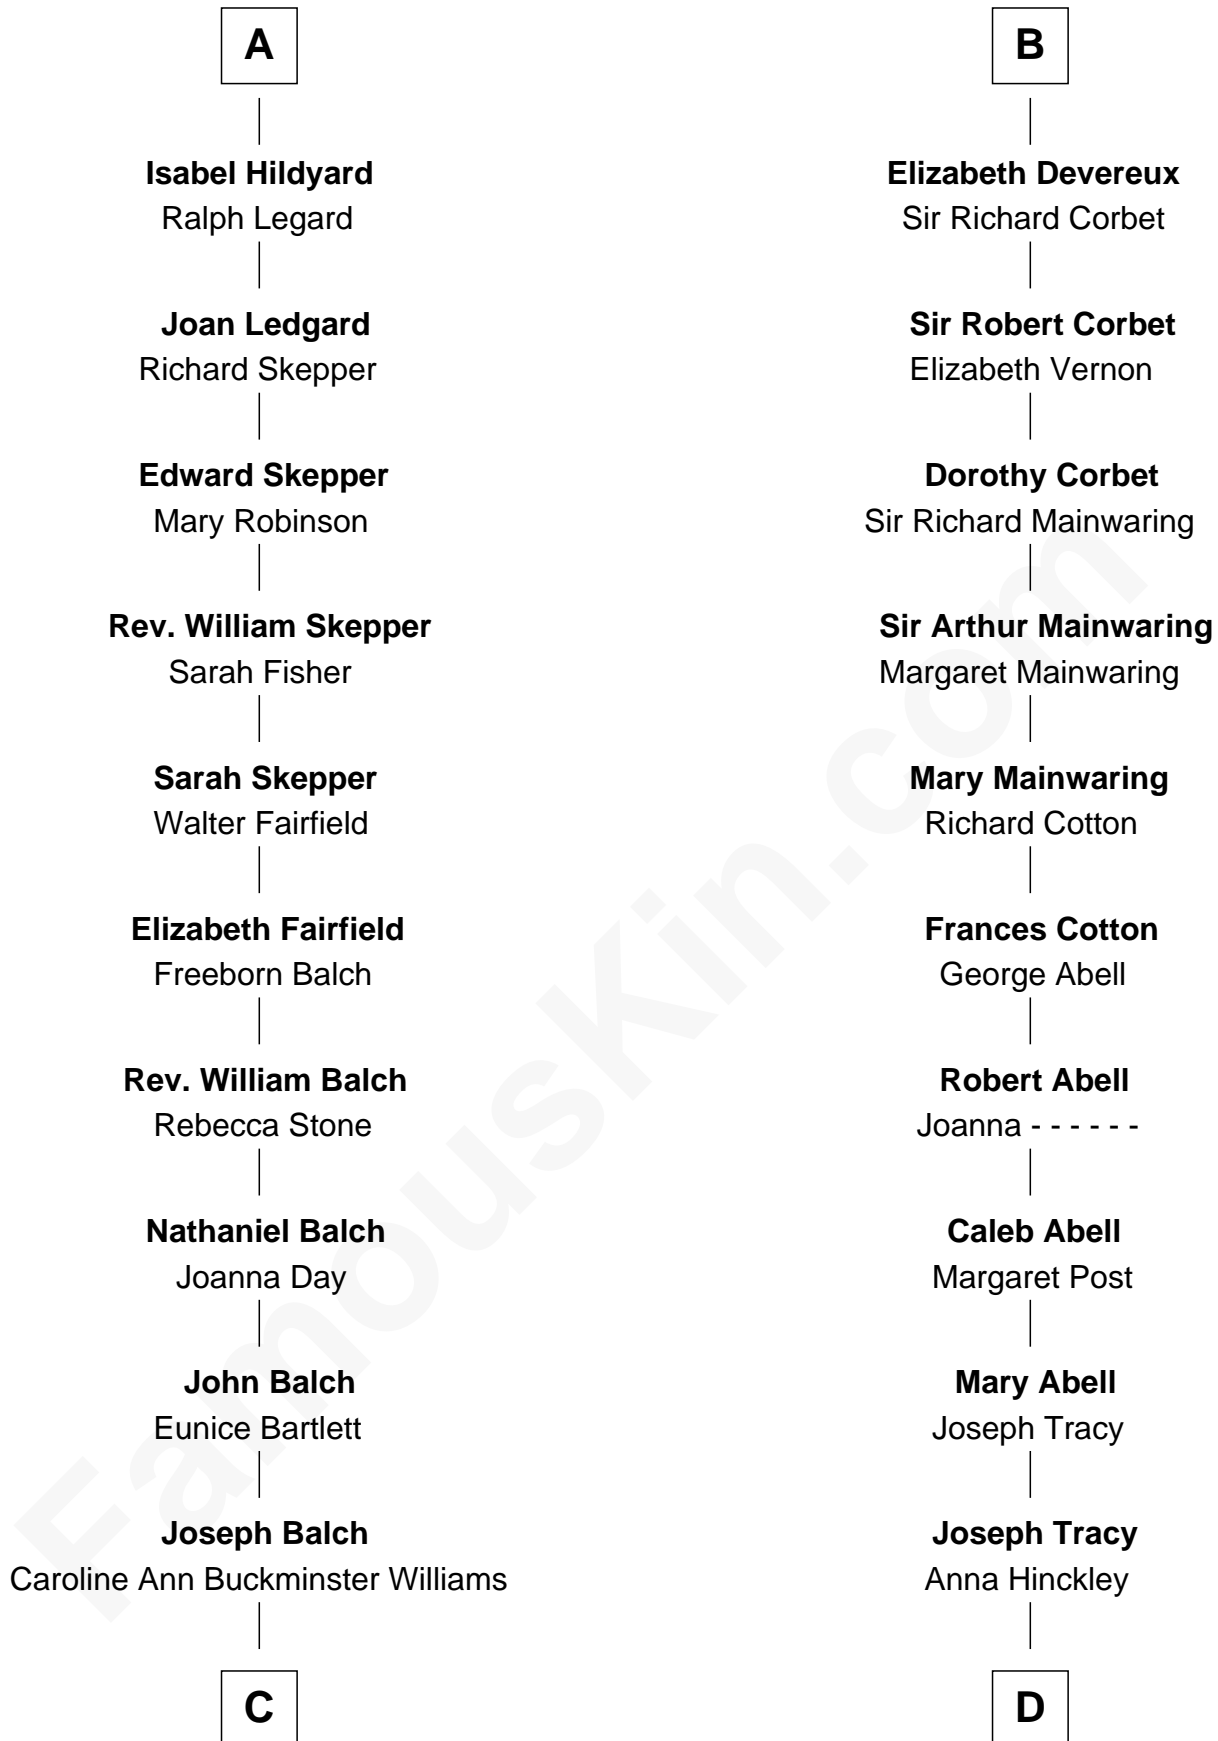 A
Isabel Hildyard
Ralph Legard
Joan Ledgard
Richard Skepper
Edward Skepper
Mary Robinson
Rev. William Skepper
Sarah Fisher
Sarah Skepper
Walter Fairfield
Elizabeth Fairfield
Freeborn Balch
Rev. William Balch
Rebecca Stone
Nathaniel Balch
Joanna Day
John Balch
Eunice Bartlett
Joseph Balch
Caroline Ann Buckminster Williams
C
B
Elizabeth Devereux
Sir Richard Corbet
Sir Robert Corbet
Elizabeth Vernon
Dorothy Corbet
Sir Richard Mainwaring
Sir Arthur Mainwaring
Margaret Mainwaring
Mary Mainwaring
Richard Cotton
Frances Cotton
George Abell
Robert Abell
Joanna - - - - - -
Caleb Abell
Margaret Post
Mary Abell
Joseph Tracy
Joseph Tracy
Anna Hinckley
D
FamousKin.com